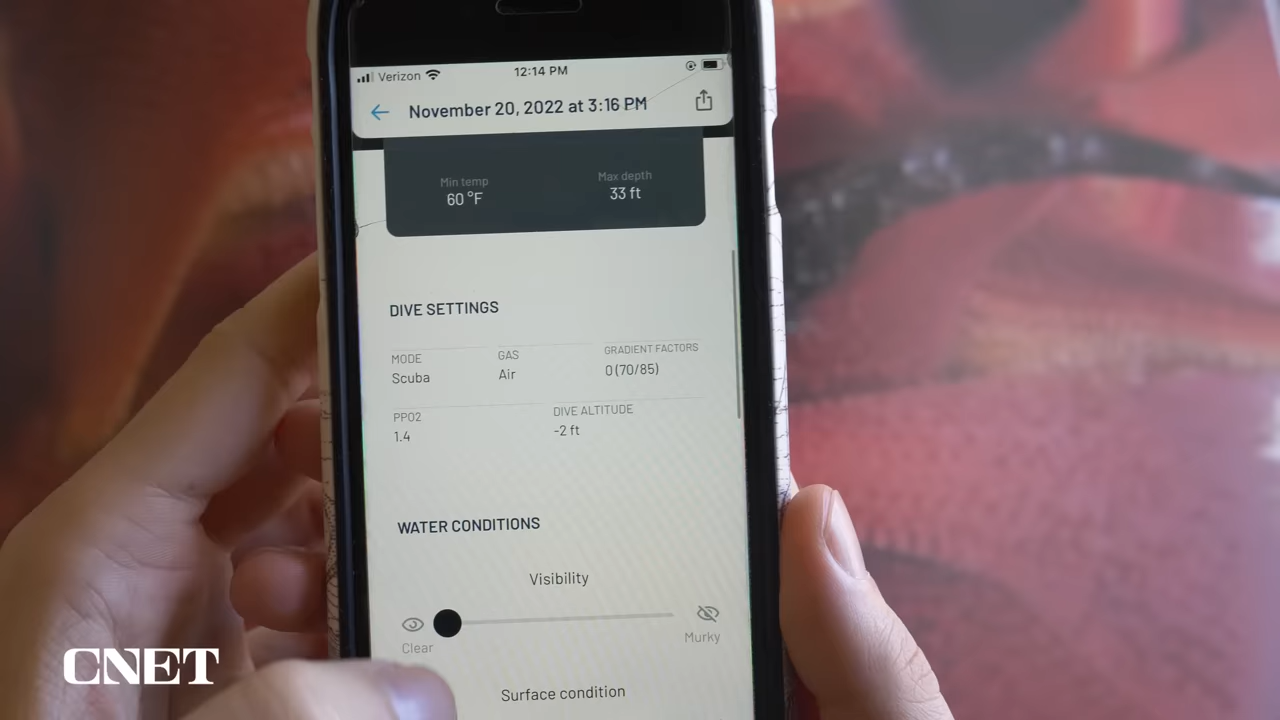 Verizon
12:14 PM
November 20, 2022 at 3:16 PM
Min temp
60 °F
Max depth
33 ft
DIVE SETTINGS
MODE
Scuba
GAS
Air
GRADIENT FACTORS
0 (70/85)
PPO2
1.4
DIVE ALTITUDE
-2 ft
WATER CONDITIONS
Visibility
Clear
Murky
Surface condition
CNET